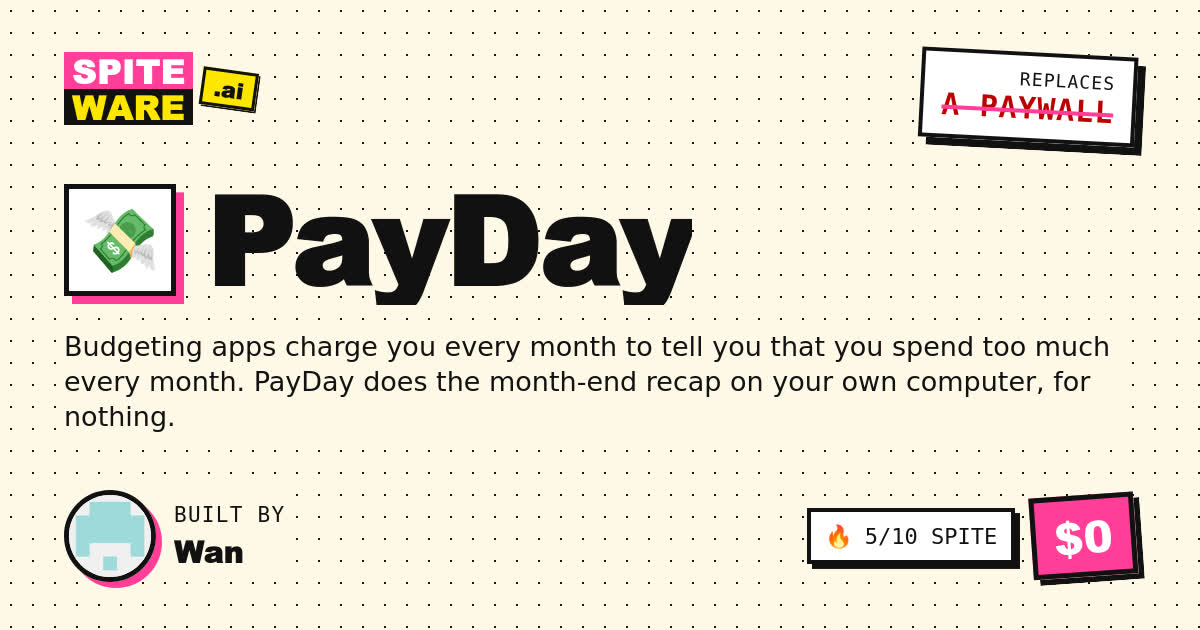 SPITE
WARE
.ai
REPLACES
A PAYWALL
$
PayDay
Budgeting apps charge you every month to tell you that you spend too much
every month. PayDay does the month-end recap on your own computer, for
nothing.
BUILT BY
Wan
5/10 SPITE
$0